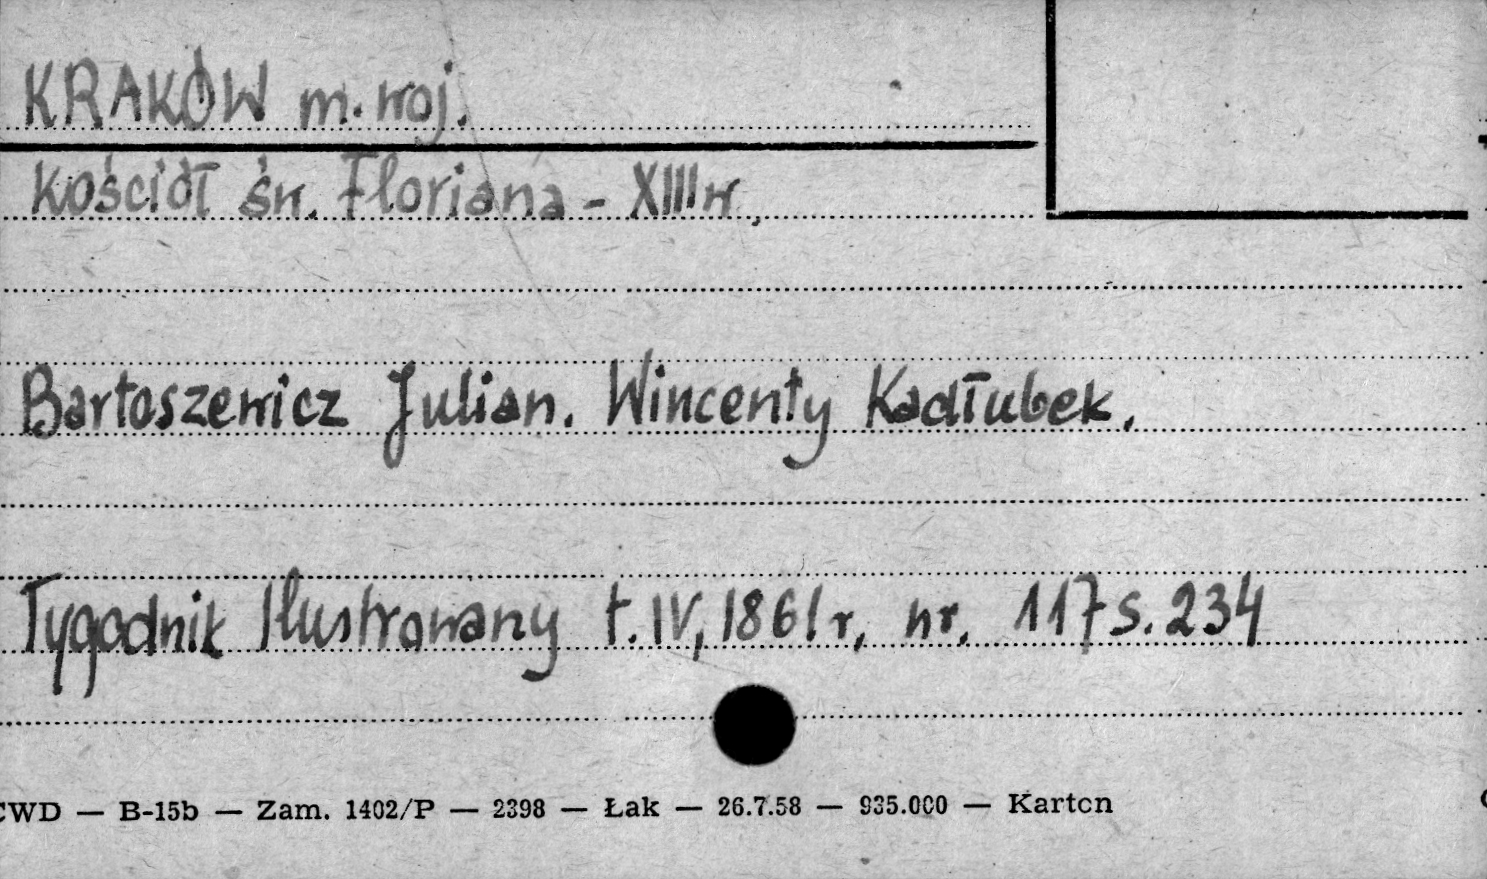 KRAKÓW m. woj.
Kościół św. Floriana - XIII w.
Bartoszewicz Julian. Wincenty Kadłubek.
Tygodnik Ilustrowany t. IV, 1861 r, nr. 117 s. 234
CWD — B-15b — Zam. 1402/P — 2398 — Łak — 26.7.58 — 935.000 — Karton